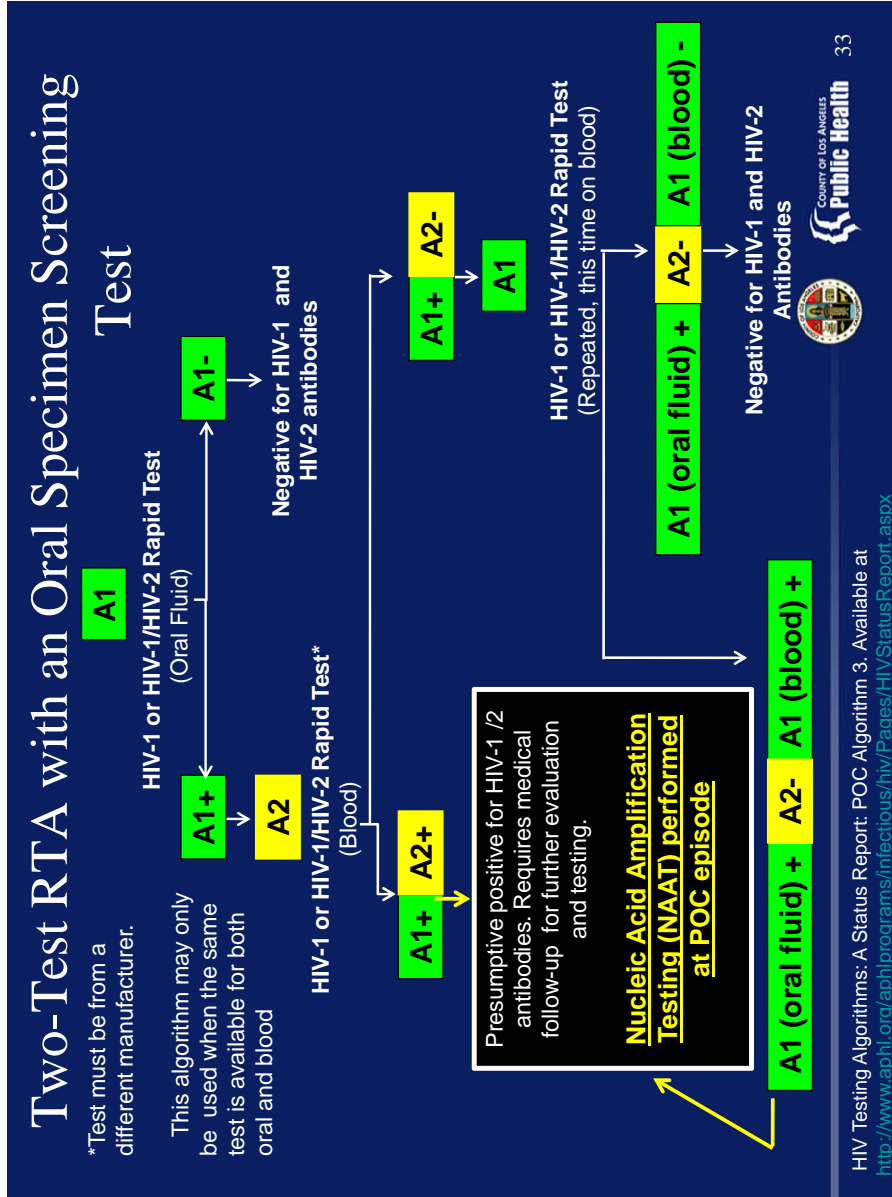 Two-Test RTA with an Oral Specimen Screening
Test
*Test must be from a
different manufacturer.
This algorithm may only
be used when the same
test is available for both
oral and blood
A1
HIV-1 or HIV-1/HIV-2 Rapid Test
(Oral Fluid)
A1+
A1-
Negative for HIV-1 and
HIV-2 antibodies
A2
HIV-1 or HIV-1/HIV-2 Rapid Test*
(Blood)
A1+ A2+
A1+ A2-
A1
Presumptive positive for HIV-1 /2
antibodies. Requires medical
follow-up for further evaluation
and testing.
Nucleic Acid Amplification
Testing (NAAT) performed
at POC episode
HIV-1 or HIV-1/HIV-2 Rapid Test
(Repeated, this time on blood)
A1 (oral fluid) + A2- A1 (blood) +
A1 (oral fluid) + A2- A1 (blood) -
Negative for HIV-1 and HIV-2
Antibodies
HIV Testing Algorithms: A Status Report: POC Algorithm 3. Available at
http://www.aphl.org/aphlprograms/infectious/hiv/Pages/HIVStatusReport.aspx
COUNTY OF LOS ANGELES
Public Health
33